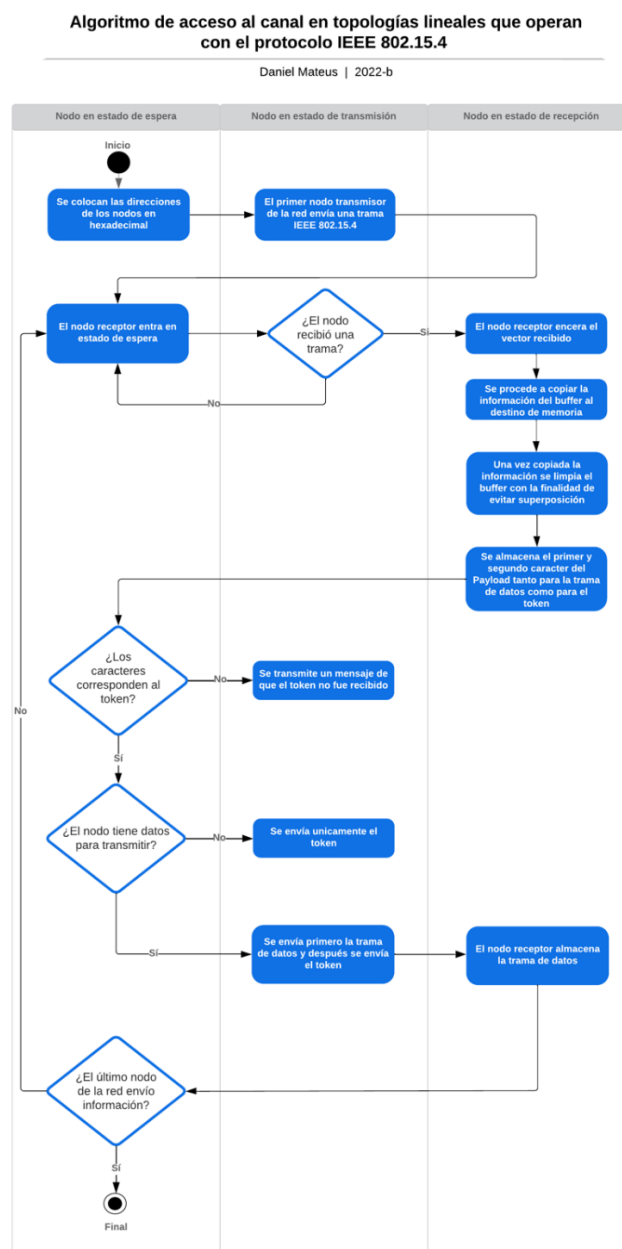 Algoritmo de acceso al canal en topologías lineales que operan
con el protocolo IEEE 802.15.4
Daniel Mateus | 2022-b
Nodo en estado de espera
Nodo en estado de transmisión
Nodo en estado de recepción
Inicio
Se colocan las direcciones
de los nodos en
hexadecimal
El primer nodo transmisor
de la red envía una trama
IEEE 802.15.4
El nodo receptor entra en
estado de espera
¿El nodo
recibió una
trama?
Sí
El nodo receptor encera el
vector recibido
No
Se procede a copiar la
información del buffer al
destino de memoria
Una vez copiada la
información se limpia el
buffer con la finalidad de
evitar superposición
Se almacena el primer y
segundo caracter del
Payload tanto para la trama
de datos como para el
token
¿Los
caracteres
corresponden al
token?
No
Se transmite un mensaje de
que el token no fue recibido
No
Sí
¿El nodo tiene datos
para transmitir?
No
Se envía unicamente el
token
Sí
Se envía primero la trama
de datos y después se envía
el token
El nodo receptor almacena
la trama de datos
¿El último nodo
de la red envío
información?
Sí
Final